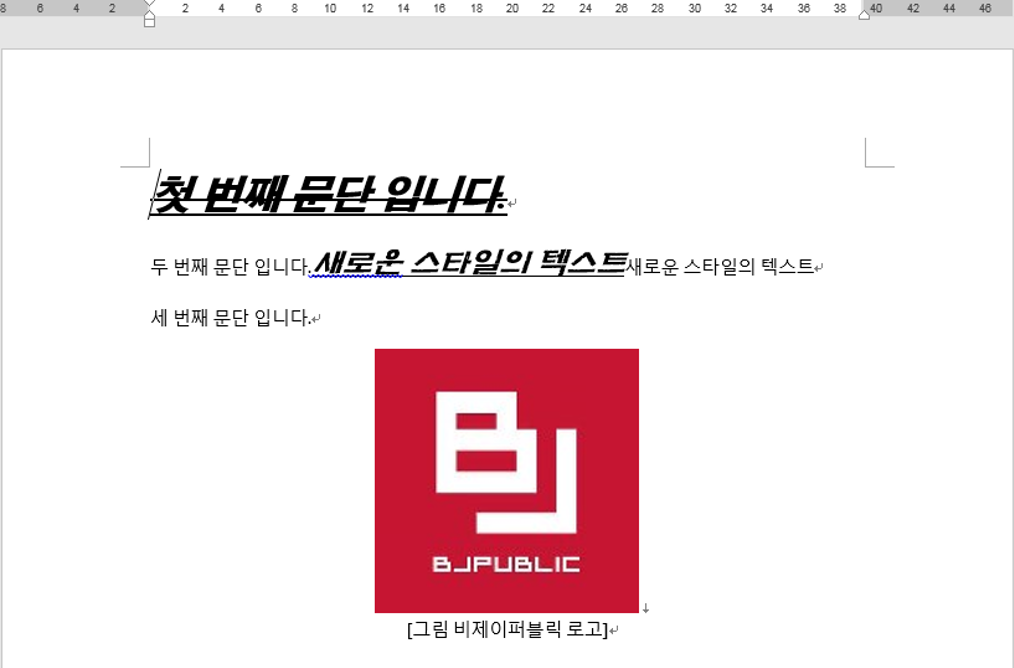 8 6 4 2 2 4 6 8 10 12 14 16 18 20 22 24 26 28 30 32 34 36 38 40 42 44 46
첫 번째 문단 입니다.
두 번째 문단 입니다.새로운 스타일의 텍스트새로운 스타일의 텍스트
세 번째 문단 입니다.
BJ
BJPUBLIC
[그림 비제이퍼블릭 로고]